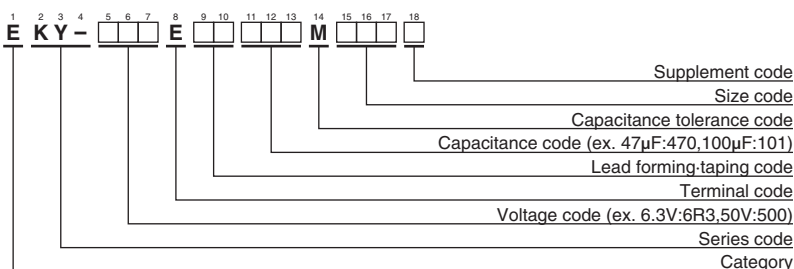 1 2 3 4 5 6 7 8 9 10 11 12 13 14 15 16 17 18
E KY– E M
Supplement code
Size code
Capacitance tolerance code
Capacitance code (ex. 47μF:470,100μF:101)
Lead forming·taping code
Terminal code
Voltage code (ex. 6.3V:6R3,50V:500)
Series code
Category